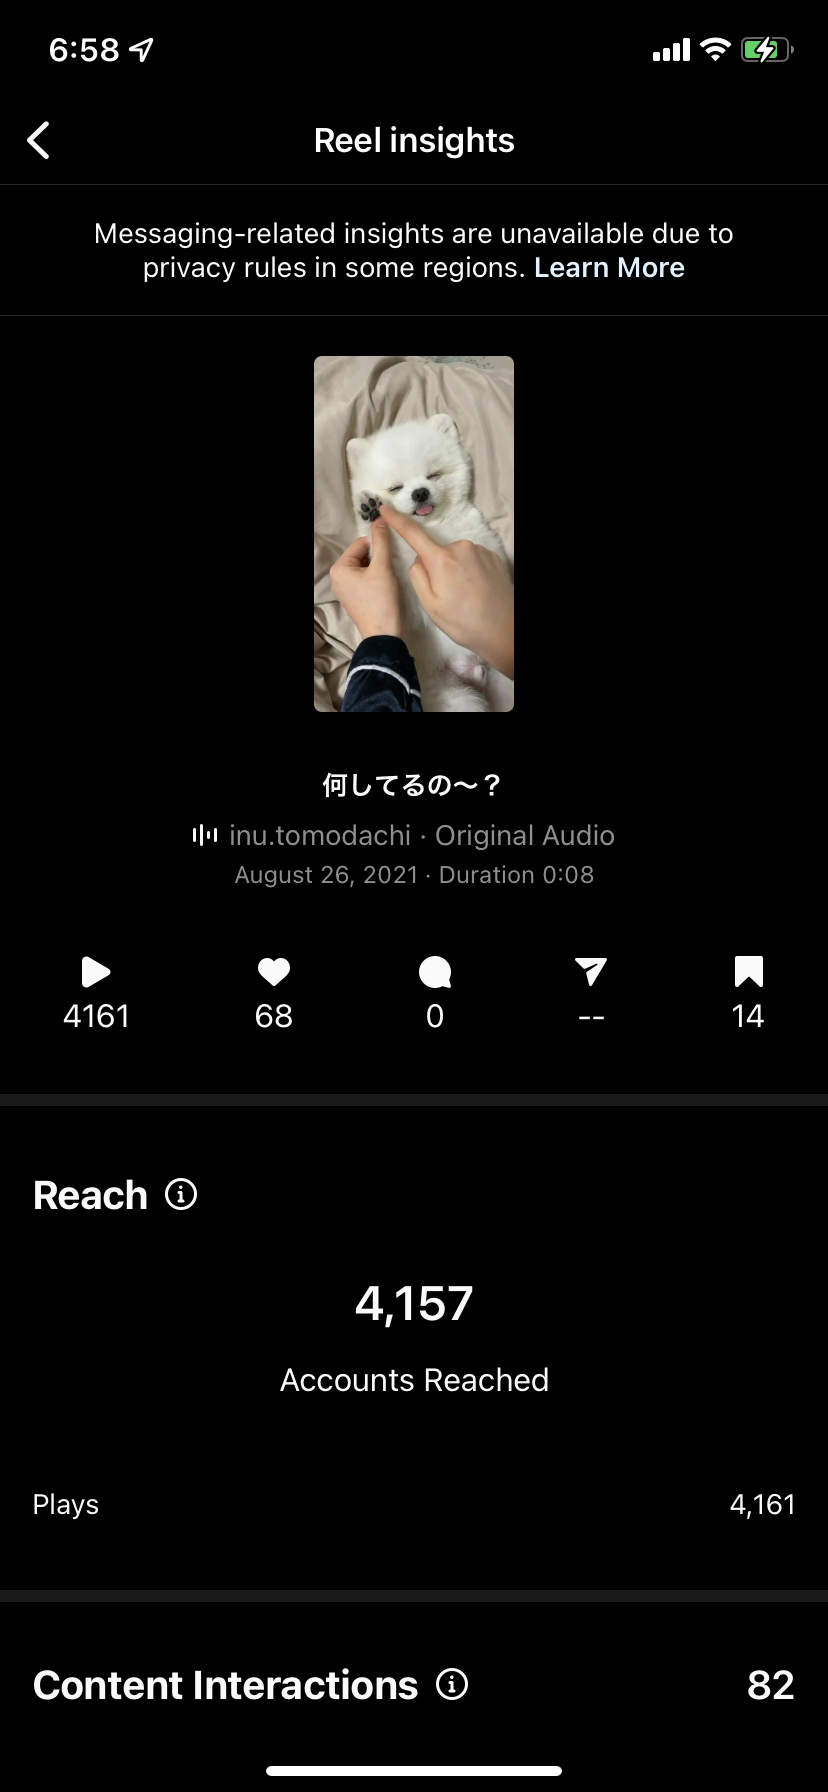 6:58
Reel insights
Messaging-related insights are unavailable due to
privacy rules in some regions. Learn More
何してるの〜？
inu.tomodachi · Original Audio
August 26, 2021 · Duration 0:08
4161 68 0 -- 14
Reach
4,157
Accounts Reached
Plays 4,161
Content Interactions 82